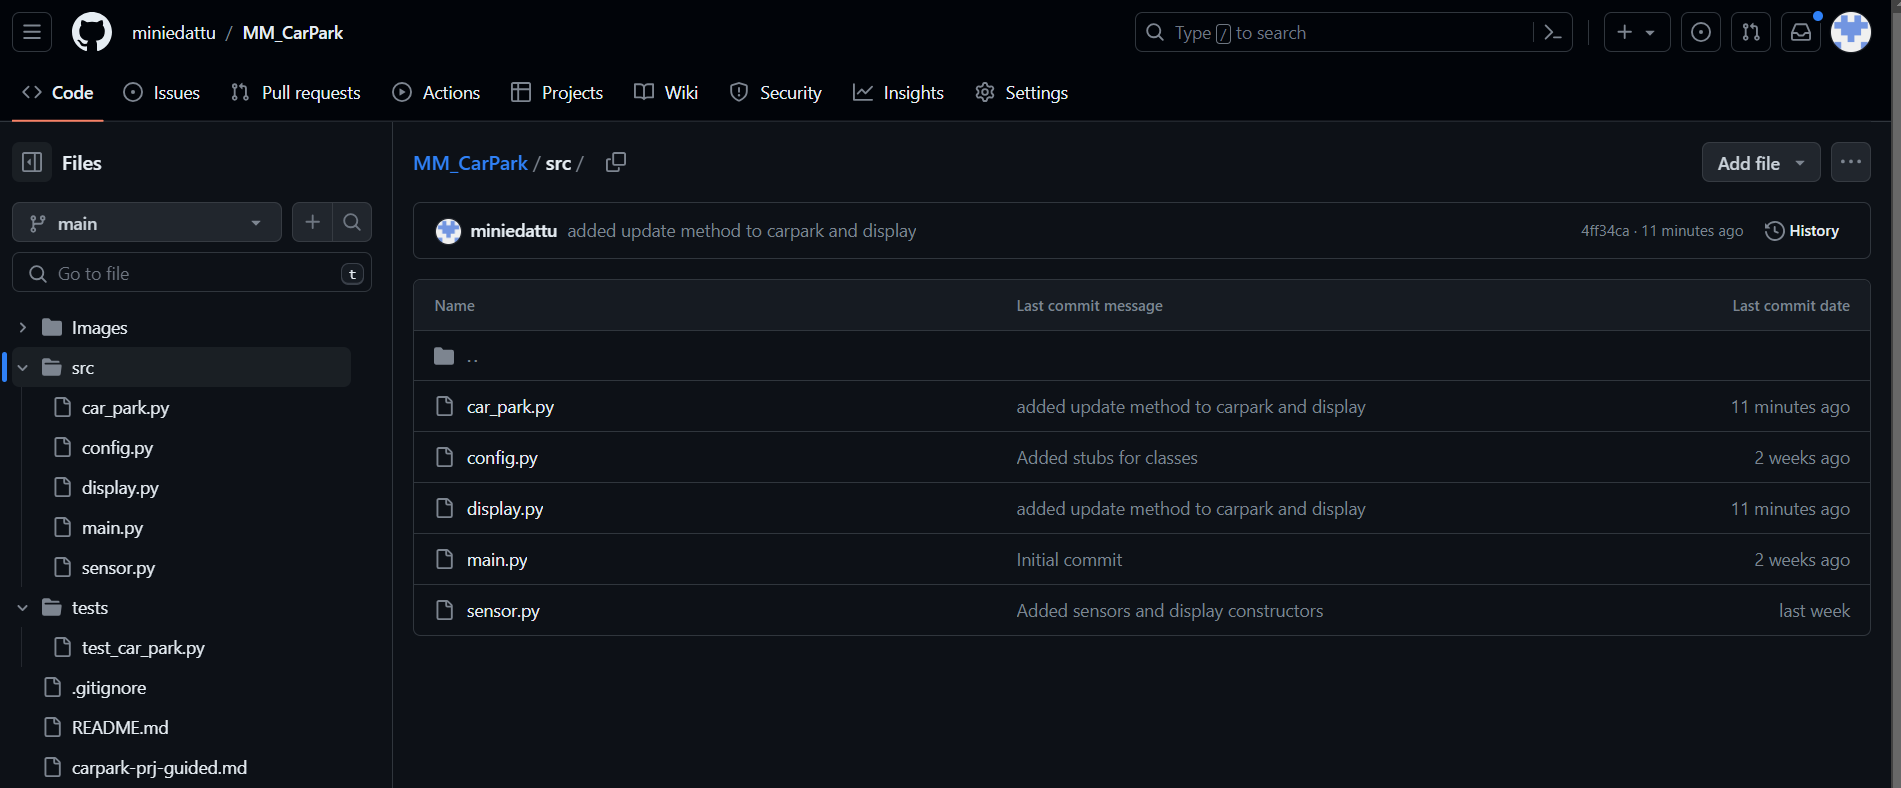 miniedattu / MM_CarPark
Type / to search
Code Issues Pull requests Actions Projects Wiki Security Insights Settings
Files
main
Go to file t
Images
src
car_park.py
config.py
display.py
main.py
sensor.py
tests
test_car_park.py
.gitignore
README.md
carpark-prj-guided.md
MM_CarPark / src /
Add file
miniedattu added update method to carpark and display 4ff34ca · 11 minutes ago History
Name Last commit message Last commit date
..
car_park.py added update method to carpark and display 11 minutes ago
config.py Added stubs for classes 2 weeks ago
display.py added update method to carpark and display 11 minutes ago
main.py Initial commit 2 weeks ago
sensor.py Added sensors and display constructors last week